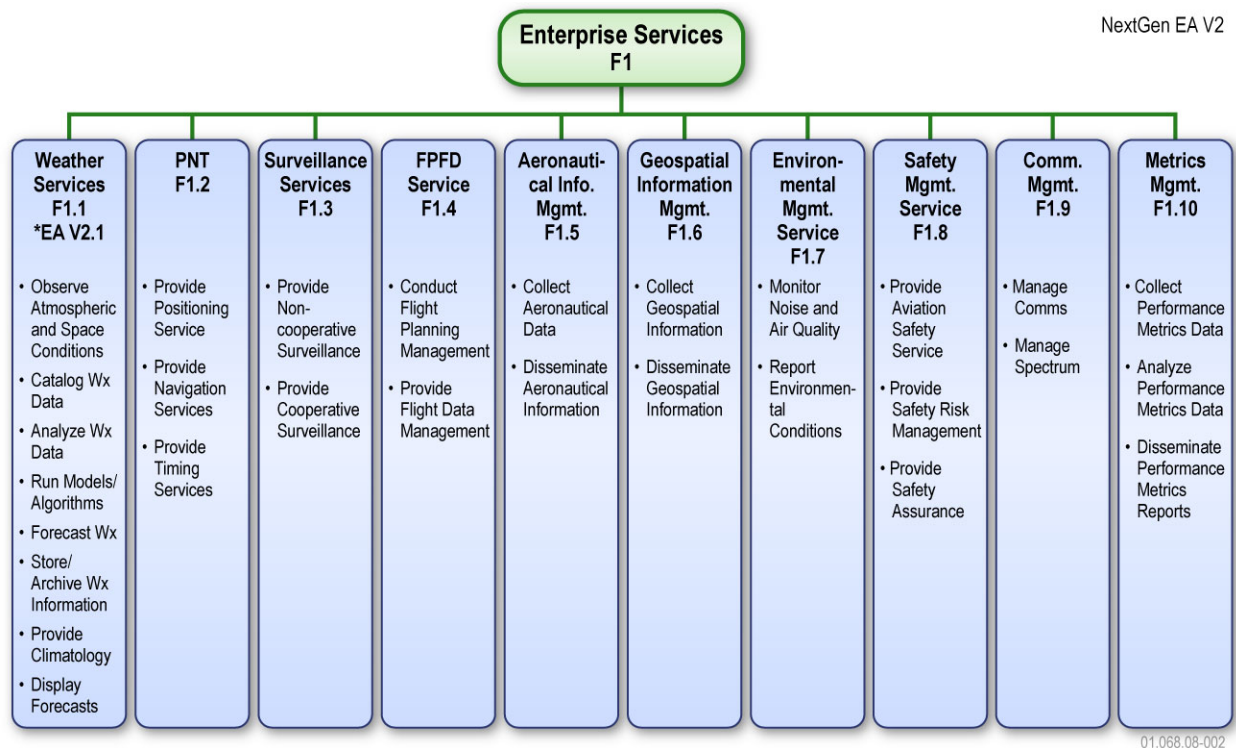 NextGen EA V2
Enterprise Services
F1
Weather
Services
F1.1
*EA V2.1
• Observe
Atmospheric
and Space
Conditions
• Catalog Wx
Data
• Analyze Wx
Data
• Run Models/
Algorithms
• Forecast Wx
• Store/
Archive Wx
Information
• Provide
Climatology
• Display
Forecasts
PNT
F1.2
• Provide
Positioning
Service
• Provide
Navigation
Services
• Provide
Timing
Services
Surveillance
Services
F1.3
• Provide
Non-
cooperative
Surveillance
• Provide
Cooperative
Surveillance
FPFD
Service
F1.4
• Conduct
Flight
Planning
Management
• Provide
Flight Data
Management
Aeronauti-
cal Info.
Mgmt.
F1.5
• Collect
Aeronautical
Data
• Disseminate
Aeronautical
Information
Geospatial
Information
Mgmt.
F1.6
• Collect
Geospatial
Information
• Disseminate
Geospatial
Information
Environ-
mental
Mgmt.
Service
F1.7
• Monitor
Noise and
Air Quality
• Report
Environmen-
tal
Conditions
Safety
Mgmt.
Service
F1.8
• Provide
Aviation
Safety
Service
• Provide
Safety Risk
Management
• Provide
Safety
Assurance
Comm.
Mgmt.
F1.9
• Manage
Comms
• Manage
Spectrum
Metrics
Mgmt.
F1.10
• Collect
Performance
Metrics Data
• Analyze
Performance
Metrics Data
• Disseminate
Performance
Metrics
Reports
01.068.08-002